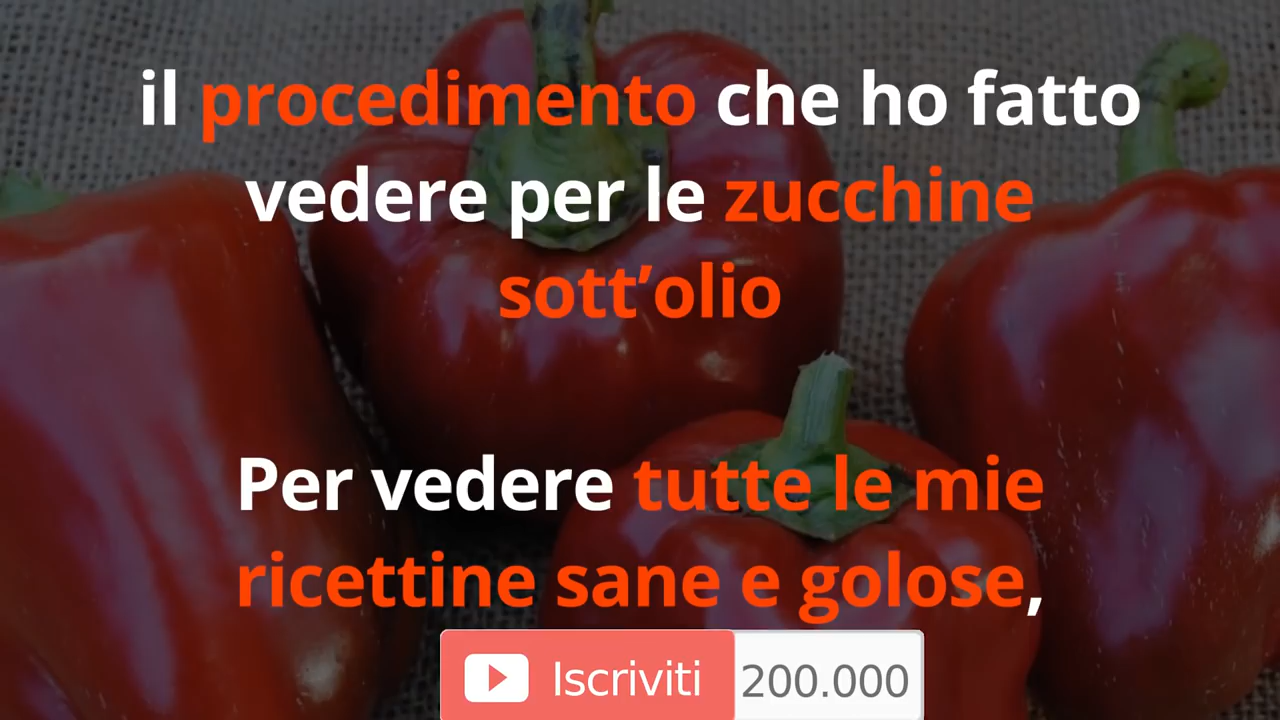 il procedimento che ho fatto
vedere per le zucchine
sott’olio
Per vedere tutte le mie
ricettine sane e golose,
Iscriviti 200.000